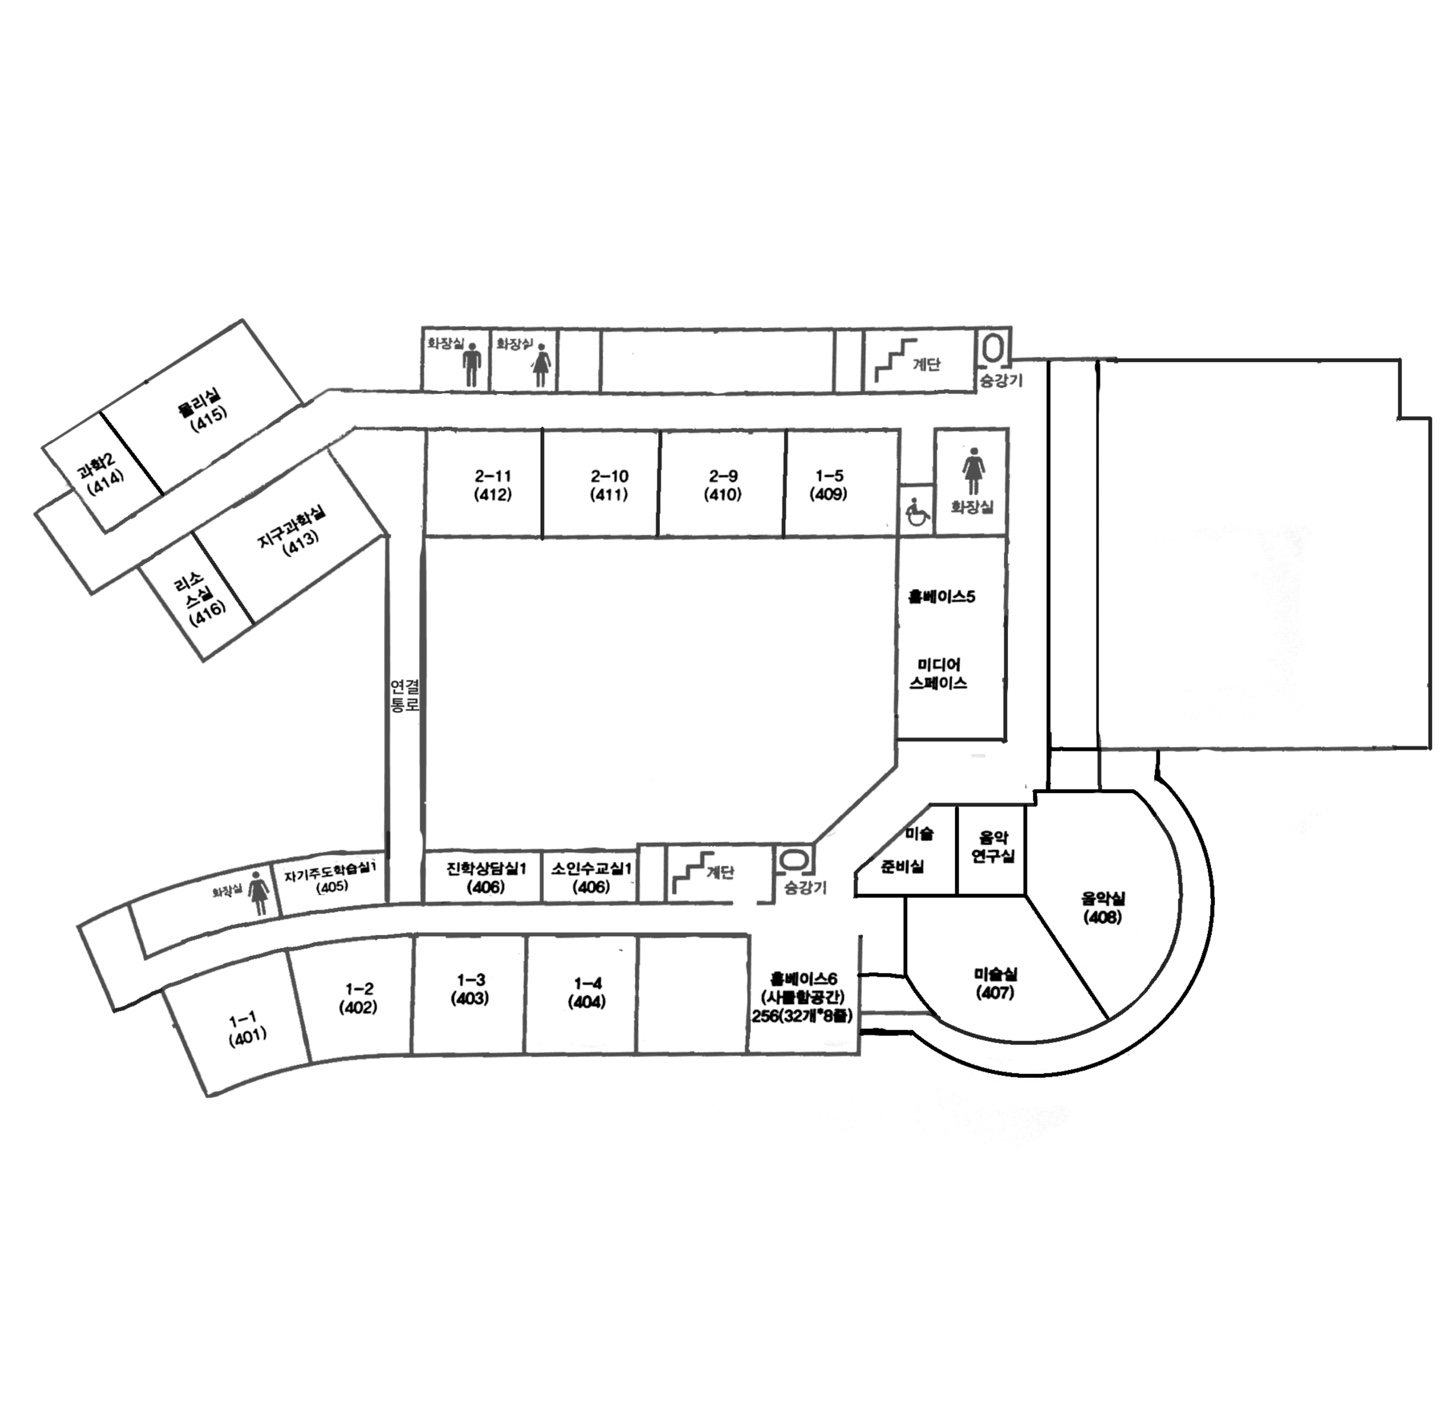 화장실
화장실
계단
승강기
물리실
(415)
과학2
(414)
지구과학실
(413)
리소
스실
(416)
2-11
(412)
2-10
(411)
2-9
(410)
1-5
(409)
화장실
홈베이스5
미디어
스페이스
연결
통로
화장실
자기주도학습실1
(405)
진학상담실1
(406)
소인수교실1
(406)
계단
승강기
미술
준비실
음악
연구실
음악실
(408)
미술실
(407)
1-1
(401)
1-2
(402)
1-3
(403)
1-4
(404)
홈베이스6
(사물함공간)
256(32개*8줄)